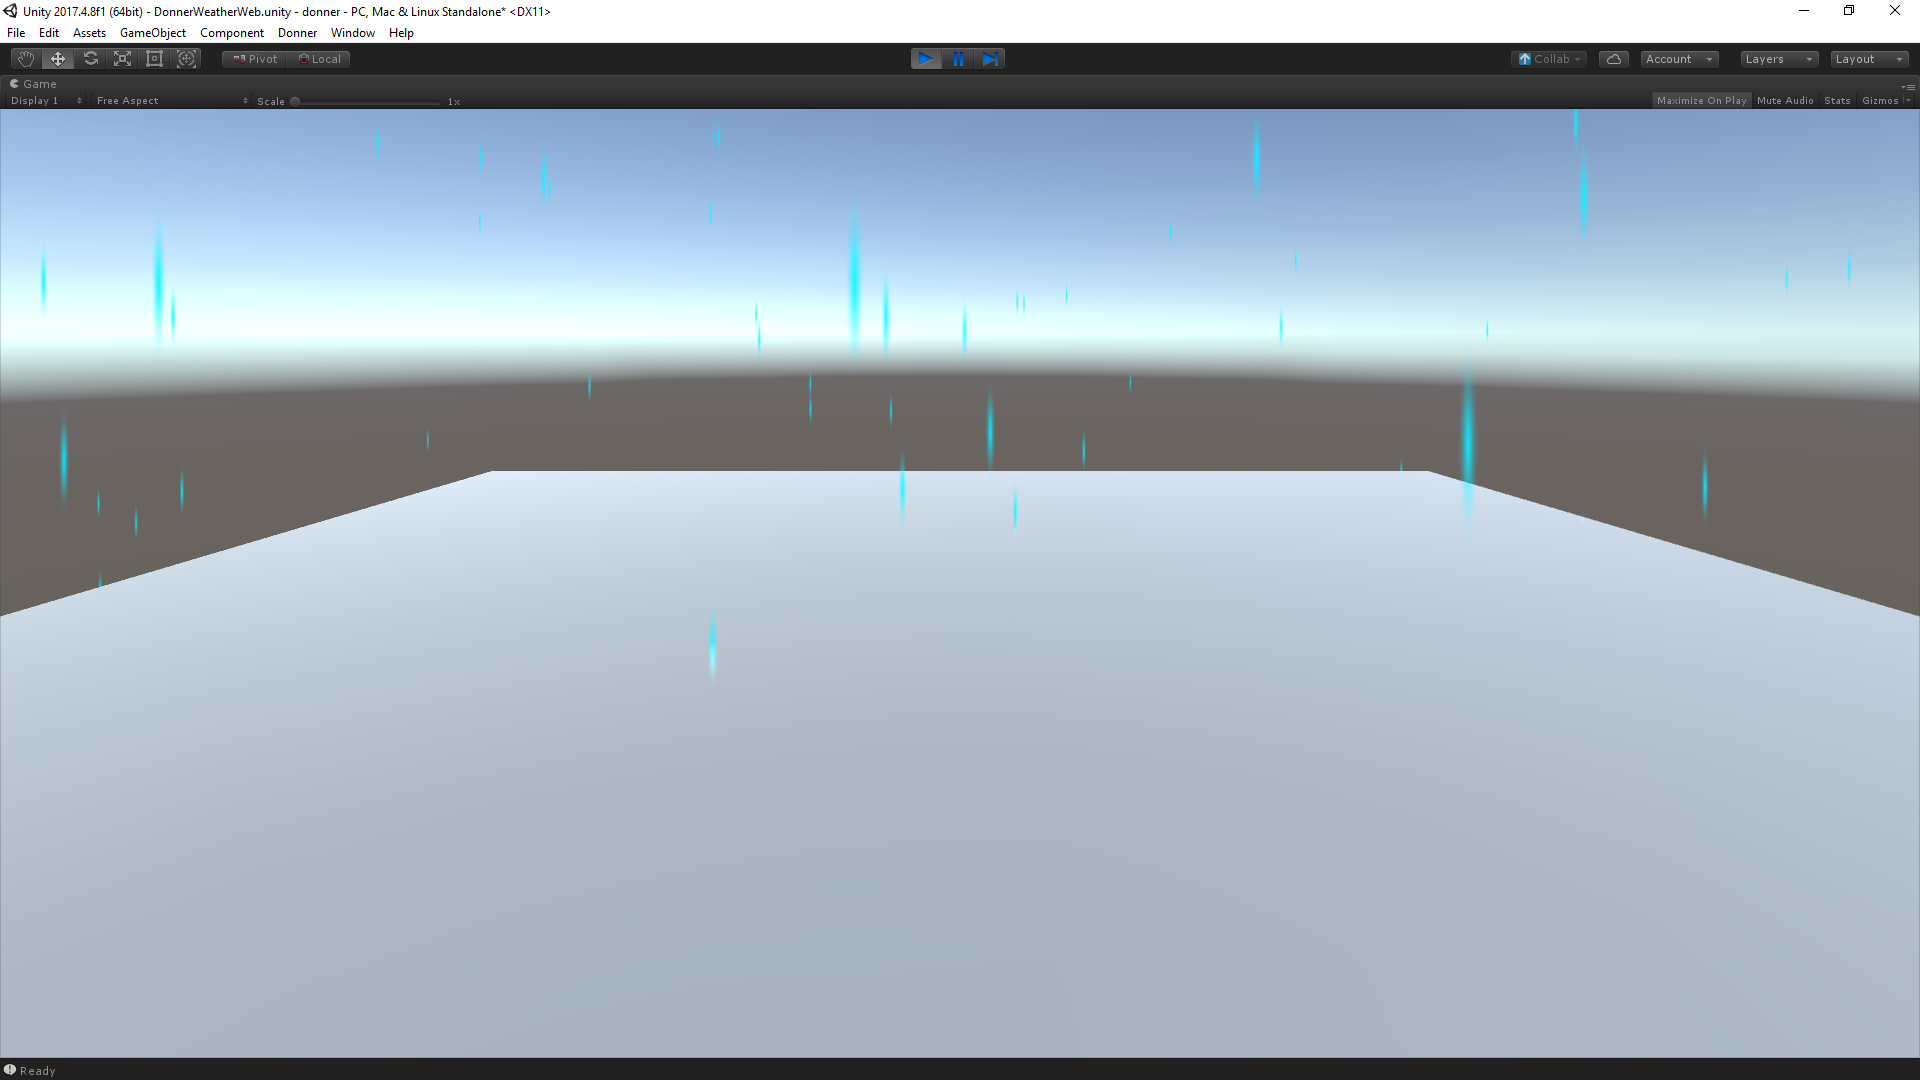 Unity 2017.4.8f1 (64bit) - DonnerWeatherWeb.unity - donner - PC, Mac & Linux Standalone* <DX11>
File Edit Assets GameObject Component Donner Window Help
Pivot Local Collab Account Layers Layout
Game
Display 1 Free Aspect Scale 1x Maximize On Play Mute Audio Stats Gizmos
Ready